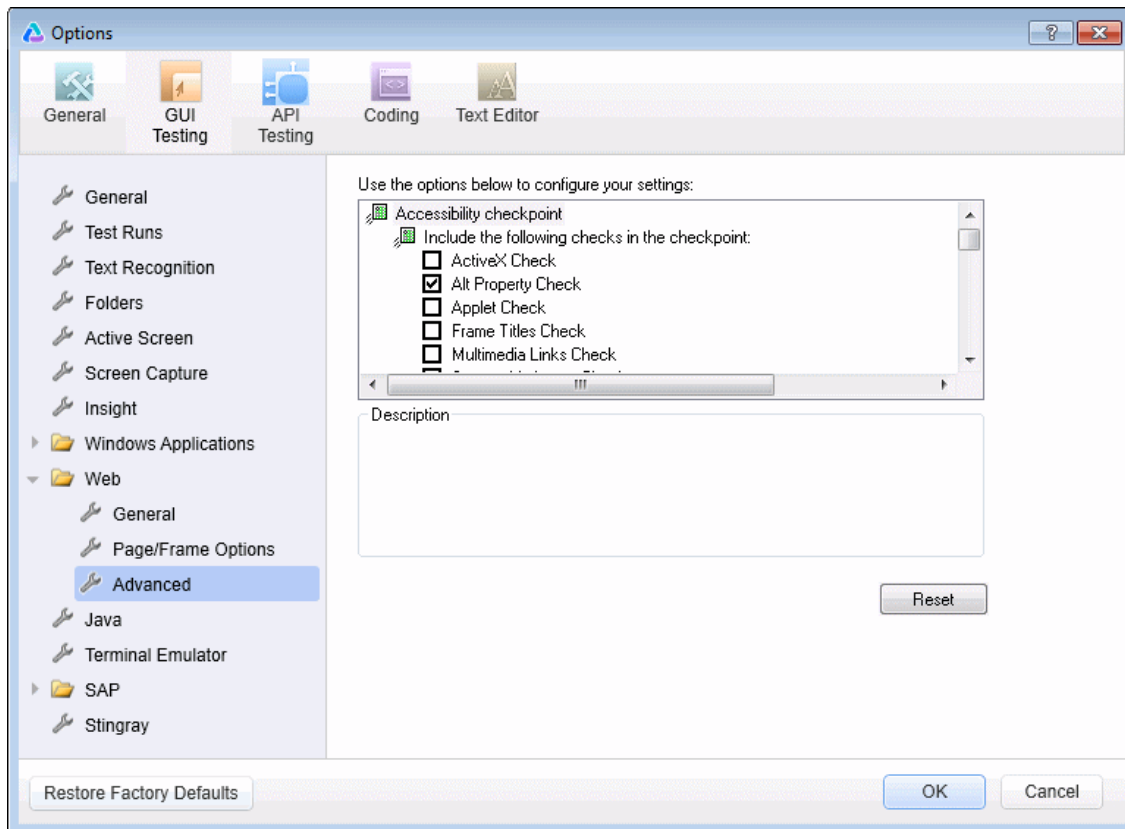 Options
General
GUI
Testing
API
Testing
Coding
Text Editor
General
Test Runs
Text Recognition
Folders
Active Screen
Screen Capture
Insight
Windows Applications
Web
General
Page/Frame Options
Advanced
Java
Terminal Emulator
SAP
Stingray
Use the options below to configure your settings:
Accessibility checkpoint
Include the following checks in the checkpoint:
ActiveX Check
Alt Property Check
Applet Check
Frame Titles Check
Multimedia Links Check
Description
Reset
Restore Factory Defaults
OK
Cancel